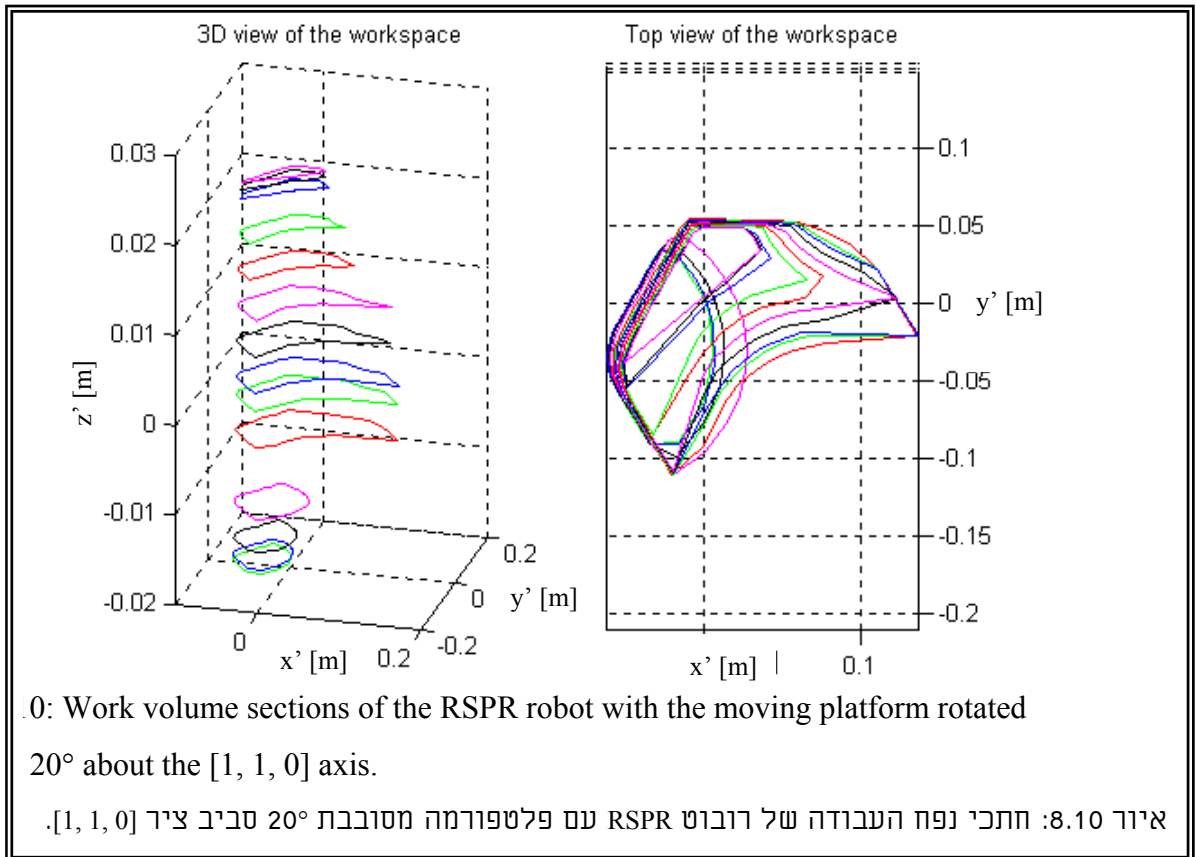 3D view of the workspace
Top view of the workspace
0.03
0.02
0.01
0
-0.01
-0.02
z' [m]
0
0.2
x' [m]
-0.2
0
0.2
y' [m]
0.1
0.05
0
-0.05
-0.1
-0.15
-0.2
y' [m]
x' [m]
0.1
0: Work volume sections of the RSPR robot with the moving platform rotated
20° about the [1, 1, 0] axis.
איור 8.10: חתכי נפח העבודה של רובוט RSPR עם פלטפורמה מסובבת 20° סביב ציר [1, 1, 0].